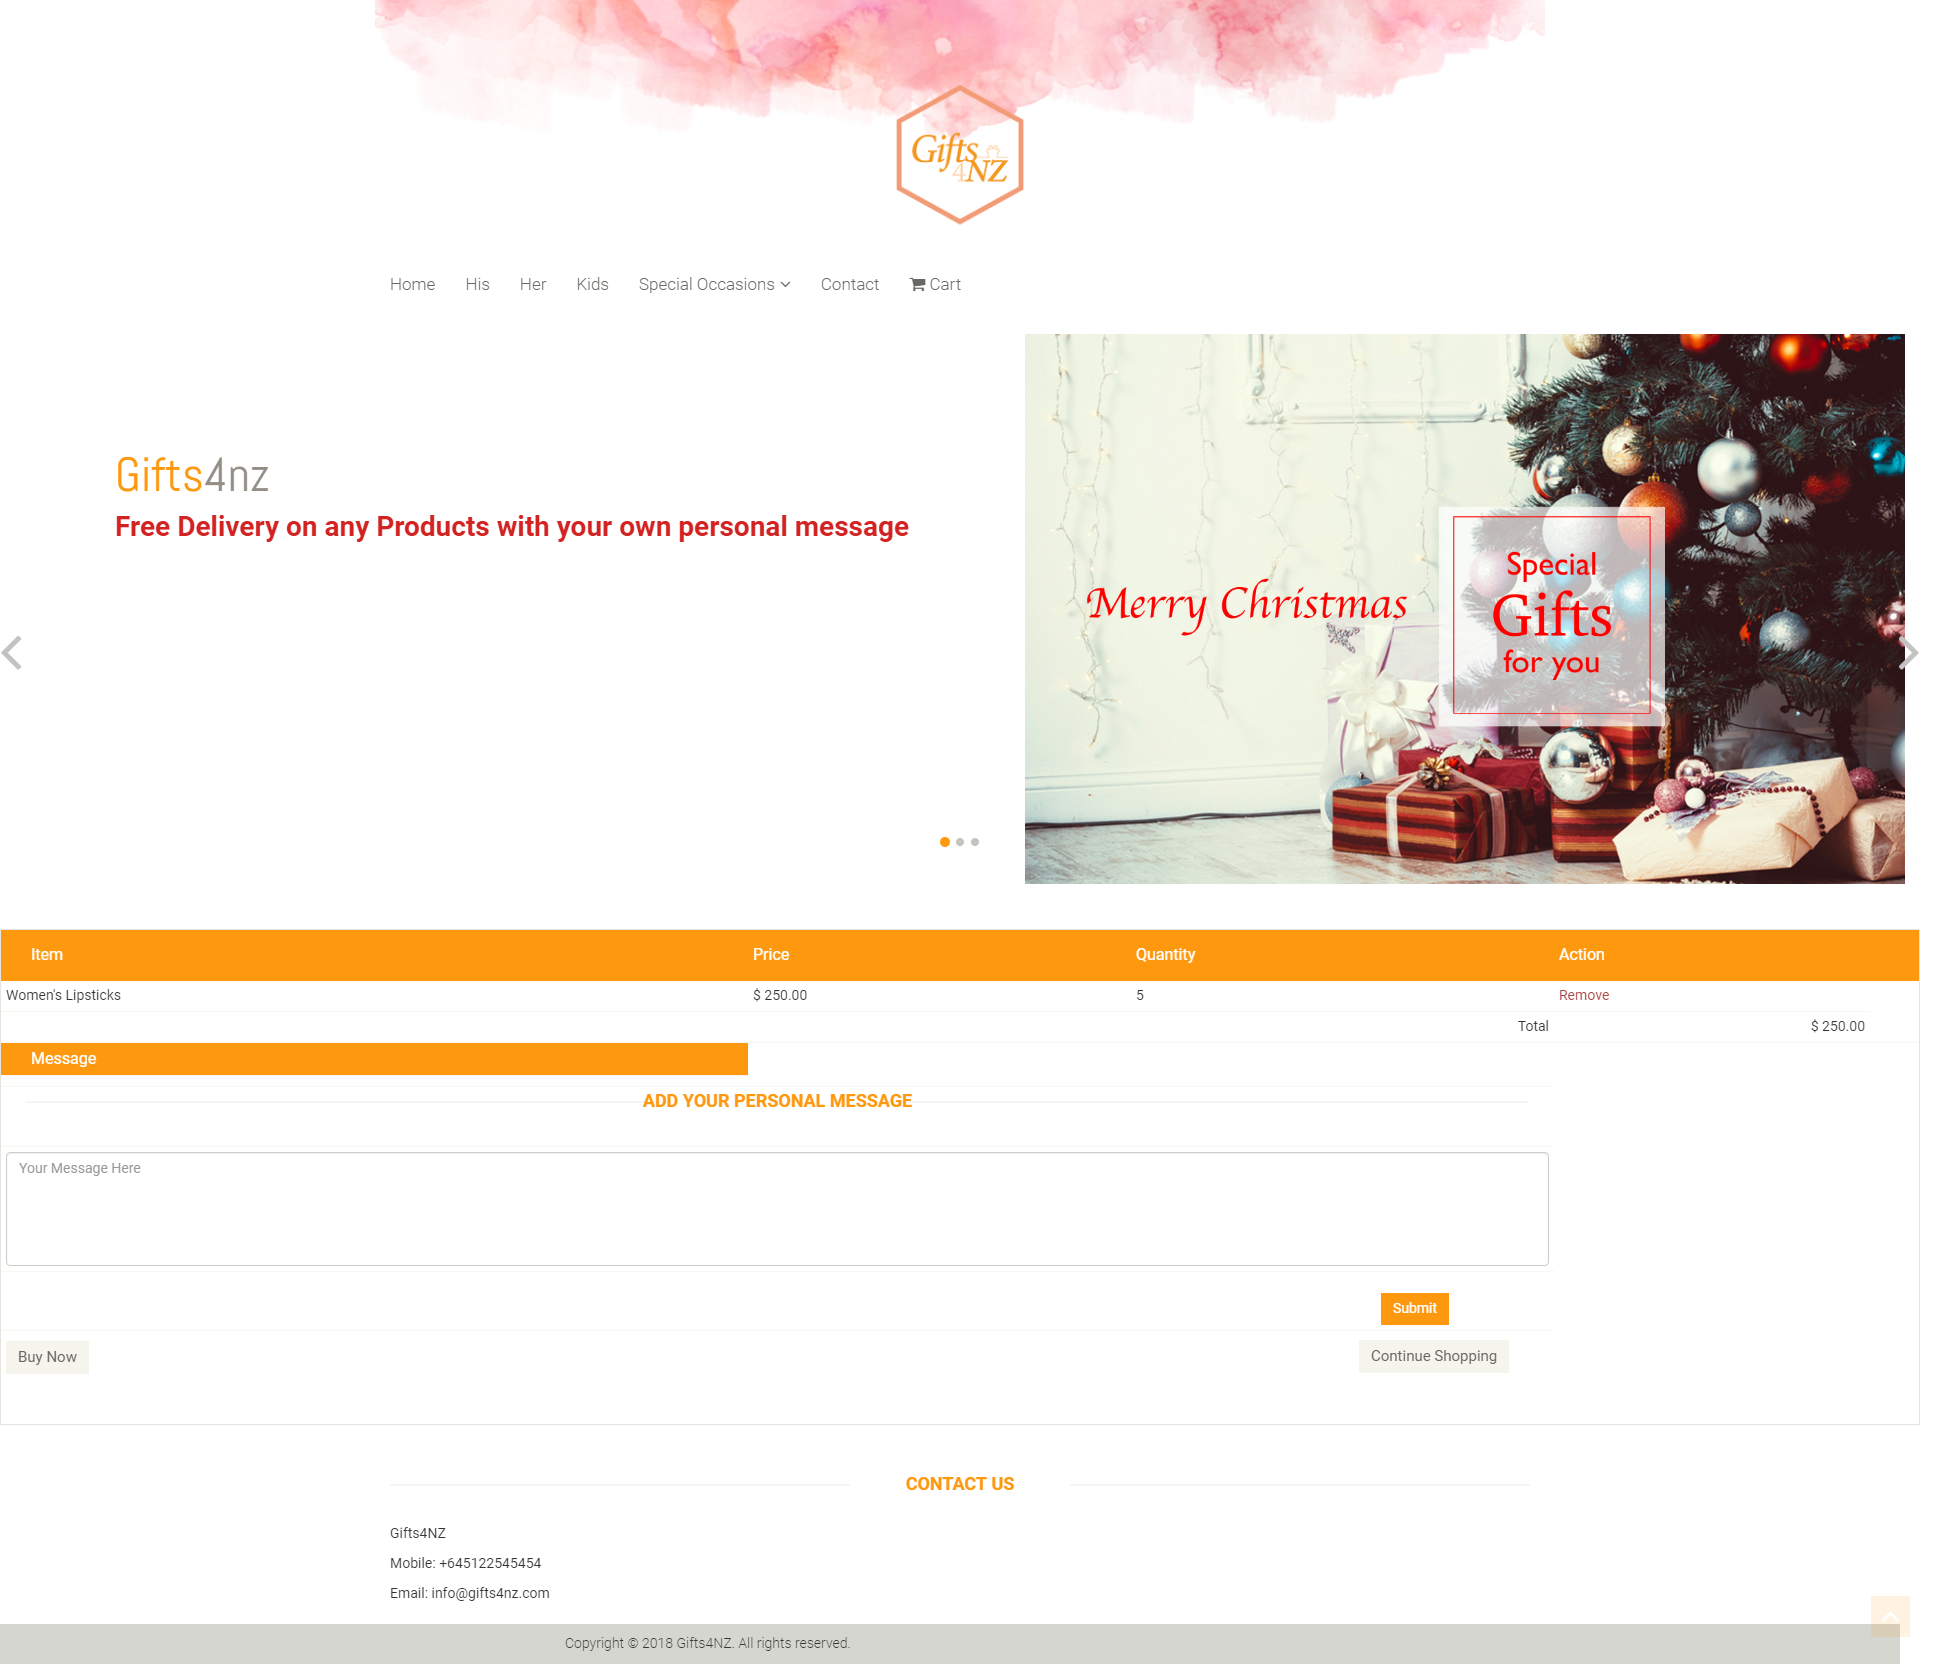 Gifts
4NZ
Home His Her Kids Special Occasions Contact Cart
Gifts4nz
Free Delivery on any Products with your own personal message
Merry Christmas
Special
Gifts
for you
Item Price Quantity Action
Women's Lipsticks $ 250.00 5 Remove
Total $ 250.00
Message
ADD YOUR PERSONAL MESSAGE
Your Message Here
Submit
Buy Now Continue Shopping
CONTACT US
Gifts4NZ
Mobile: +645122545454
Email: info@gifts4nz.com
Copyright © 2018 Gifts4NZ. All rights reserved.